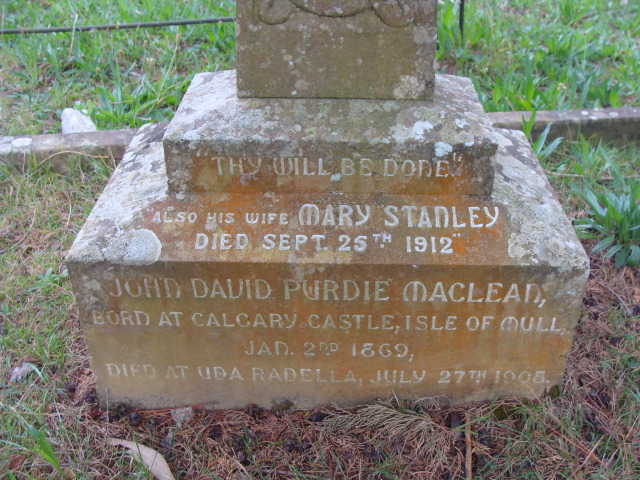 "THY WILL BE DONE"
"ALSO HIS WIFE MARY STANLEY
DIED SEPT. 25TH 1912"
JOHN DAVID PURDIE MACLEAN,
BORN AT CALGARY CASTLE, ISLE OF MULL,
JAN. 2ND 1869,
DIED AT UDA RADELLA, JULY 27TH 1908.